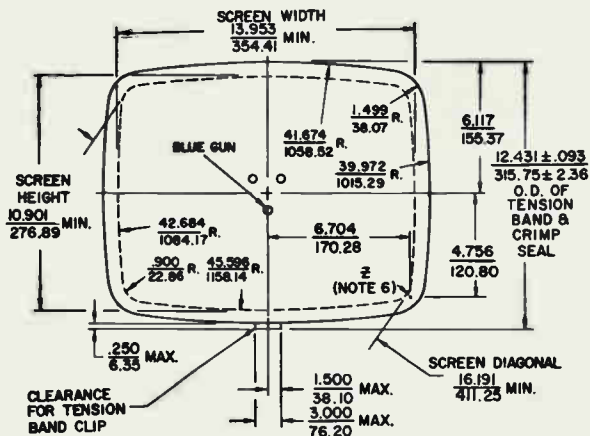 SCREEN WIDTH
13.953
354.41 MIN.
1.499
38.07 R.
41.674
1058.52 R.
6.117
155.37
BLUE GUN
12.431±.093
315.75±2.36
O.D. OF
TENSION
BAND &
CRIMP
SEAL
39.972
1015.29 R.
SCREEN
HEIGHT
10.901
276.89 MIN.
42.684
1084.17 R.
6.704
170.28
4.756
120.80
.900
22.86 R.
45.596
1158.14 R.
Z
(NOTE 6)
.250
6.35 MAX.
SCREEN DIAGONAL
16.191
411.25 MIN.
CLEARANCE
FOR TENSION
BAND CLIP
1.500
38.10 MAX.
3.000
76.20 MAX.